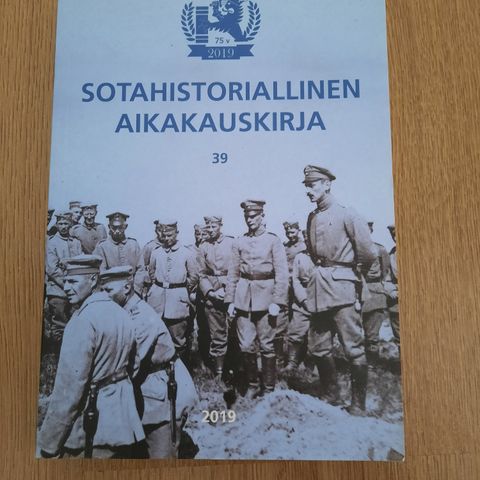 75 v
2019
SOTAHISTORIALLINEN
AIKAKAUSKIRJA
39
2019